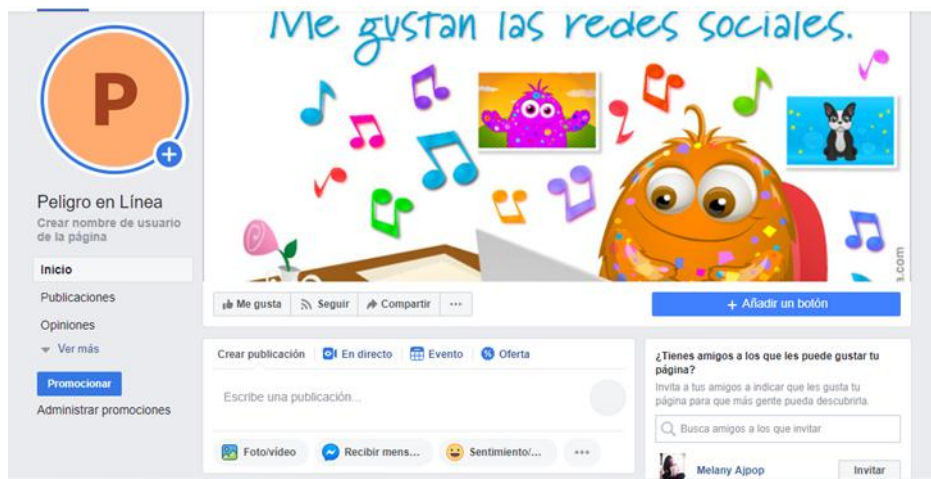 Me gustan las redes sociales.
P
Peligro en Línea
Crear nombre de usuario
de la página
Inicio
Publicaciones
Opiniones
Ver más
Promocionar
Administrar promociones
.com
Me gusta Seguir Compartir ...
+ Añadir un botón
Crear publicación En directo Evento % Oferta
Escribe una publicación...
Foto/vídeo Recibir mens... Sentimiento/... ...
¿Tienes amigos a los que les puede gustar tu
página?
Invita a tus amigos a indicar que les gusta tu
página para que más gente pueda descubrirla.
Busca amigos a los que invitar
Melany Ajpop Invitar